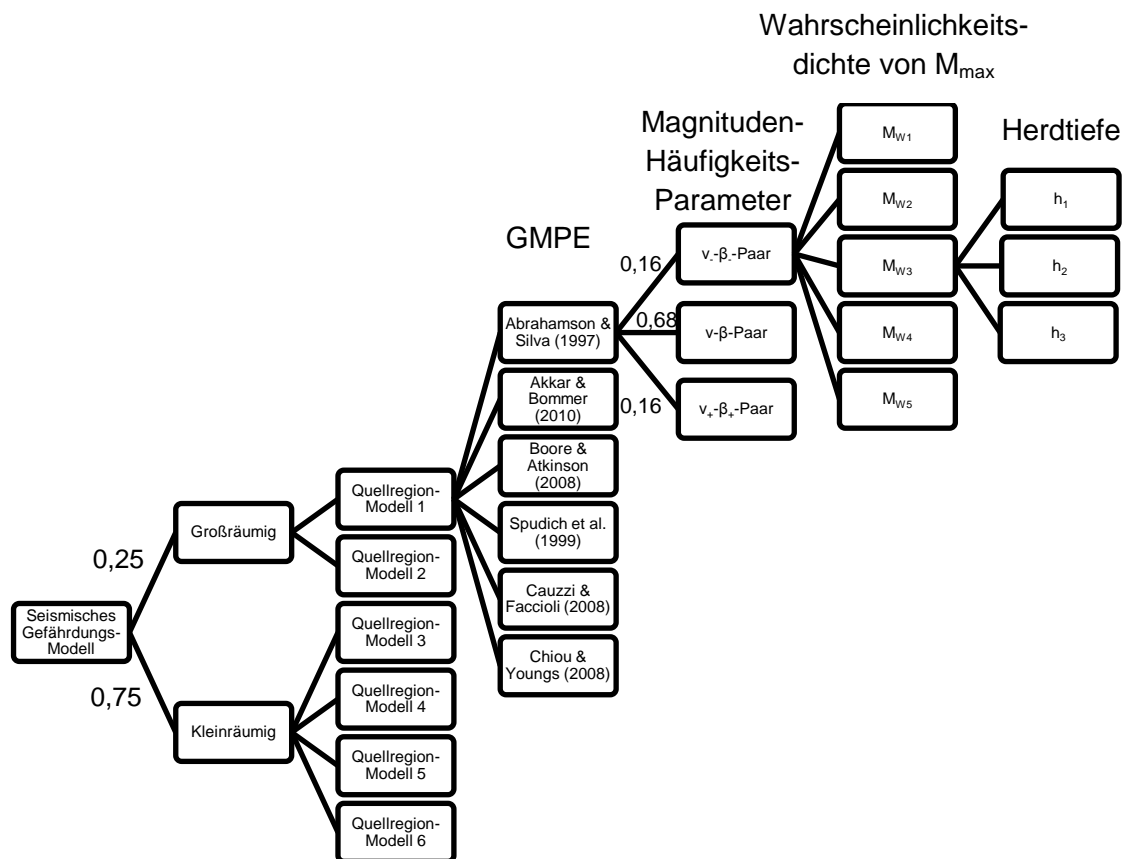 Wahrscheinlichkeits-
dichte von Mmax
Magnituden-
Häufigkeits-
Parameter
Herdtiefe
GMPE
MW1
MW2
MW3
MW4
MW5
h1
h2
h3
0,16
0,68
0,16
ν--β--Paar
ν-β-Paar
ν+-β+-Paar
Abrahamson &
Silva (1997)
Akkar &
Bommer
(2010)
Boore &
Atkinson
(2008)
Spudich et al.
(1999)
Cauzzi &
Faccioli (2008)
Chiou &
Youngs (2008)
Quellregion-
Modell 1
Quellregion-
Modell 2
Quellregion-
Modell 3
Quellregion-
Modell 4
Quellregion-
Modell 5
Quellregion-
Modell 6
Großräumig
Kleinräumig
0,25
0,75
Seismisches
Gefährdungs-
Modell